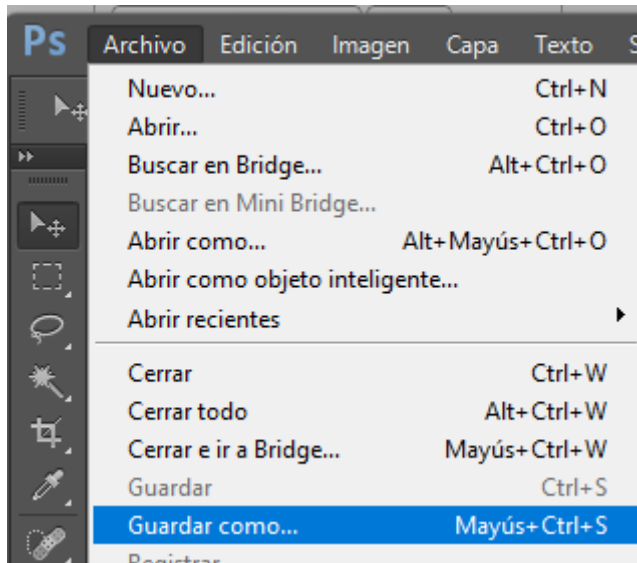 Ps Archivo Edición Imagen Capa Texto S
Nuevo... Ctrl+N
Abrir... Ctrl+O
Buscar en Bridge... Alt+Ctrl+O
Buscar en Mini Bridge...
Abrir como... Alt+Mayús+Ctrl+O
Abrir como objeto inteligente...
Abrir recientes
Cerrar Ctrl+W
Cerrar todo Alt+Ctrl+W
Cerrar e ir a Bridge... Mayús+Ctrl+W
Guardar Ctrl+S
Guardar como... Mayús+Ctrl+S